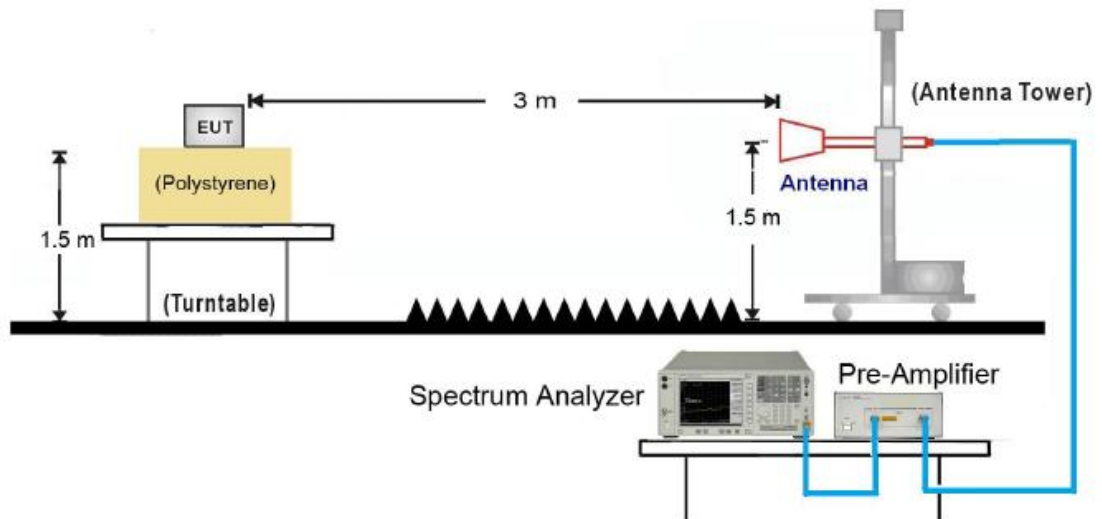 3 m
(Antenna Tower)
EUT
(Polystyrene)
Antenna
1.5 m
1.5 m
(Turntable)
Spectrum Analyzer
Pre-Amplifier